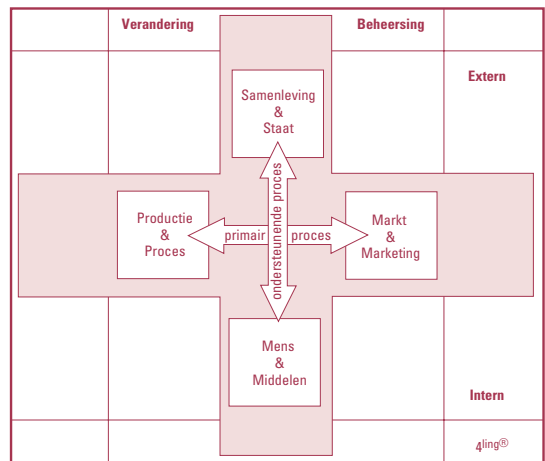 Verandering
Beheersing
Extern
Samenleving
&
Staat
Productie
&
Proces
primair
proces
ondersteunende proces
Markt
&
Marketing
Mens
&
Middelen
Intern
4ling®